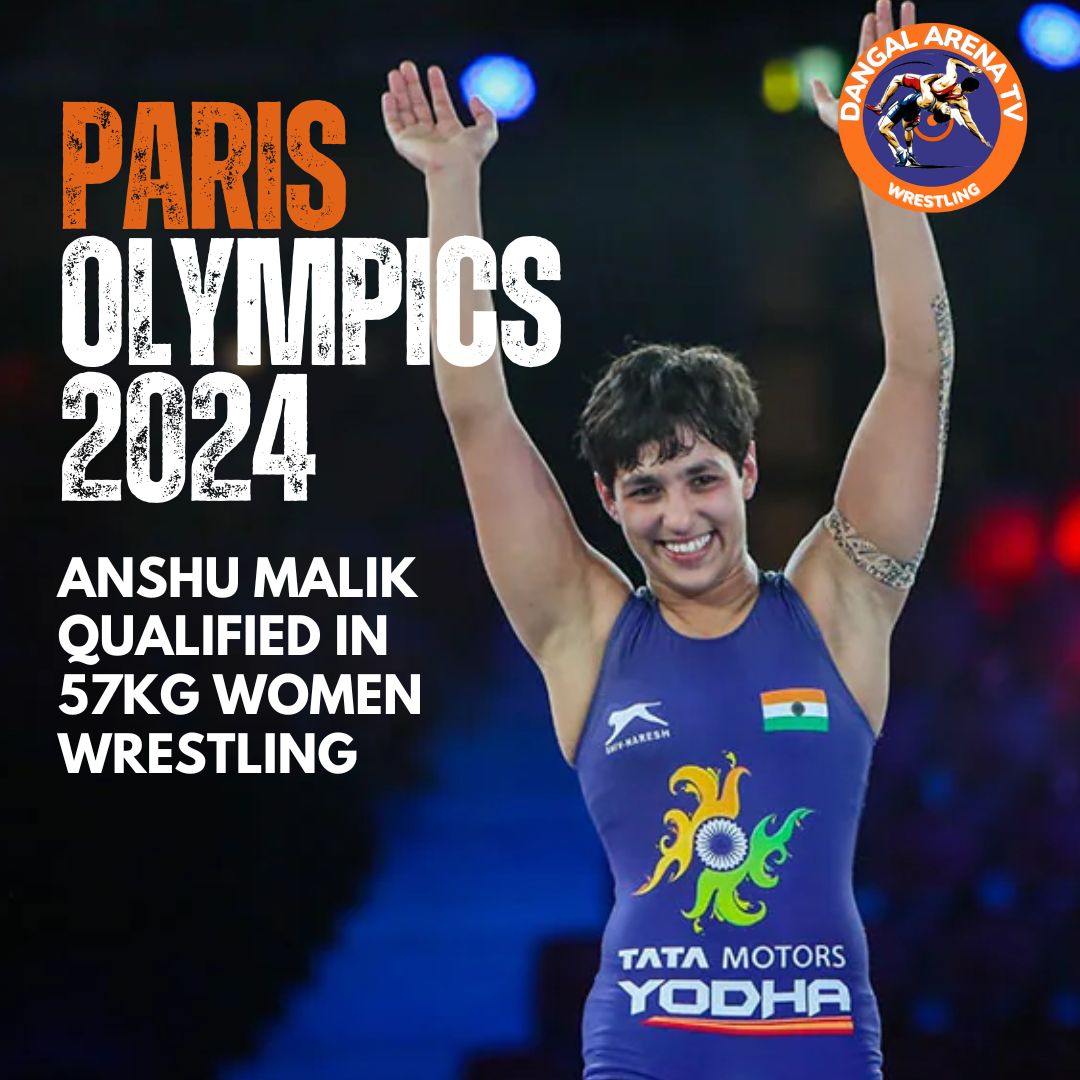 PARIS
OLYMPICS
2024
ANSHU MALIK
QUALIFIED IN
57KG WOMEN
WRESTLING
DANGAL ARENA TV
WRESTLING
SHIV-NARESH
TATA MOTORS
YODHA